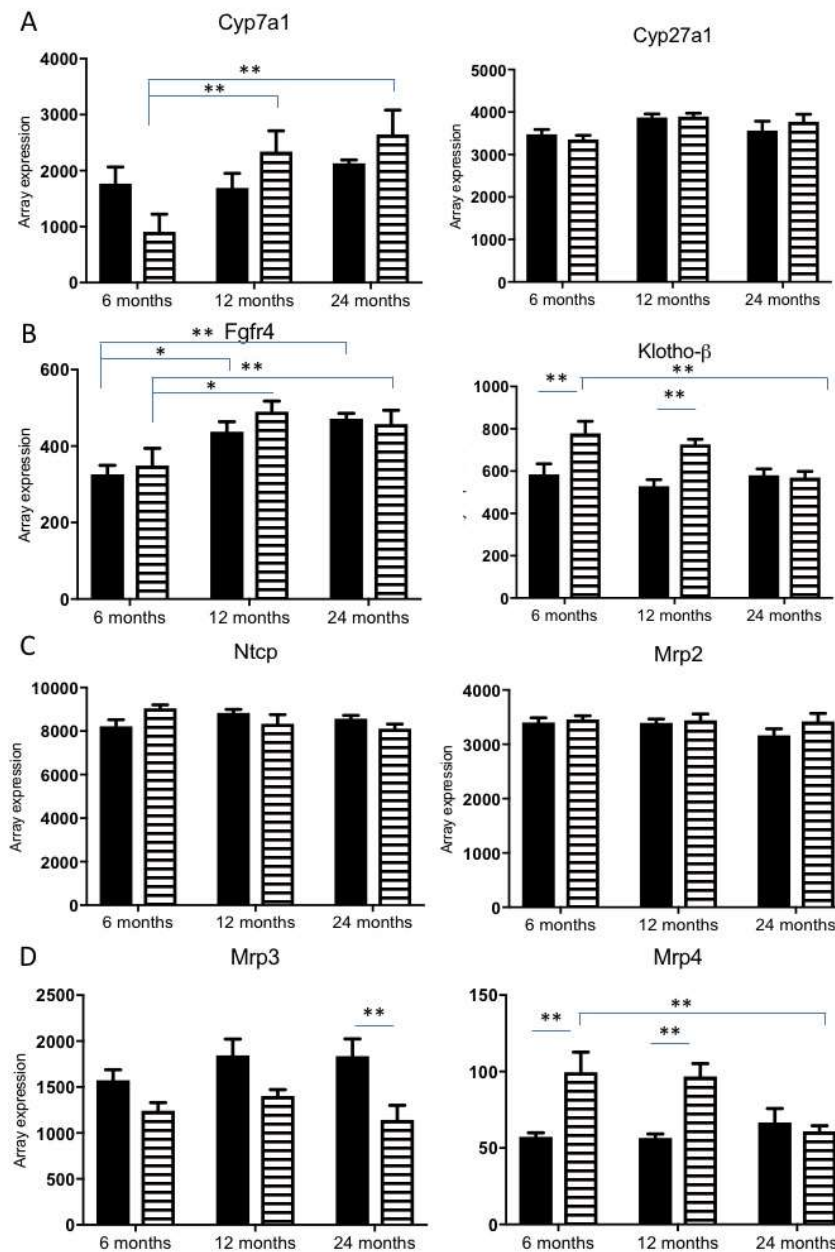 A
Cyp7a1
**
**
Array expression
4000
3000
2000
1000
0
6 months 12 months 24 months
Cyp27a1
Array expression
5000
4000
3000
2000
1000
0
6 months 12 months 24 months
B
Fgfr4
**
*
**
*
Array expression
600
400
200
0
6 months 12 months 24 months
Klotho-β
**
**
**
1000
800
600
400
200
0
6 months 12 months 24 months
C
Ntcp
Array expression
10000
8000
6000
4000
2000
0
6 months 12 months 24 months
Mrp2
Array expression
4000
3000
2000
1000
0
6 months 12 months 24 months
D
Mrp3
**
Array expression
2500
2000
1500
1000
500
0
6 months 12 months 24 months
Mrp4
**
**
**
Array expression
150
100
50
0
6 months 12 months 24 months